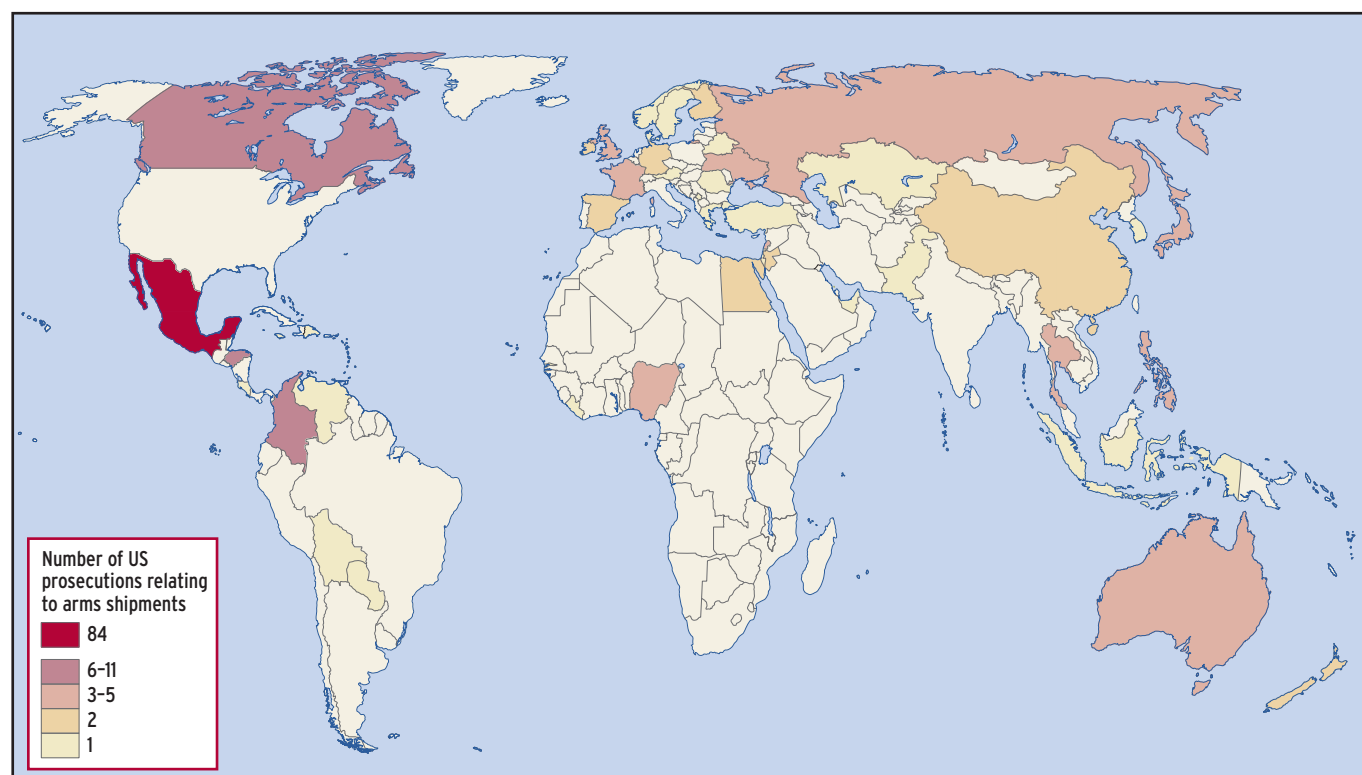 Number of US
prosecutions relating
to arms shipments
84
6–11
3–5
2
1